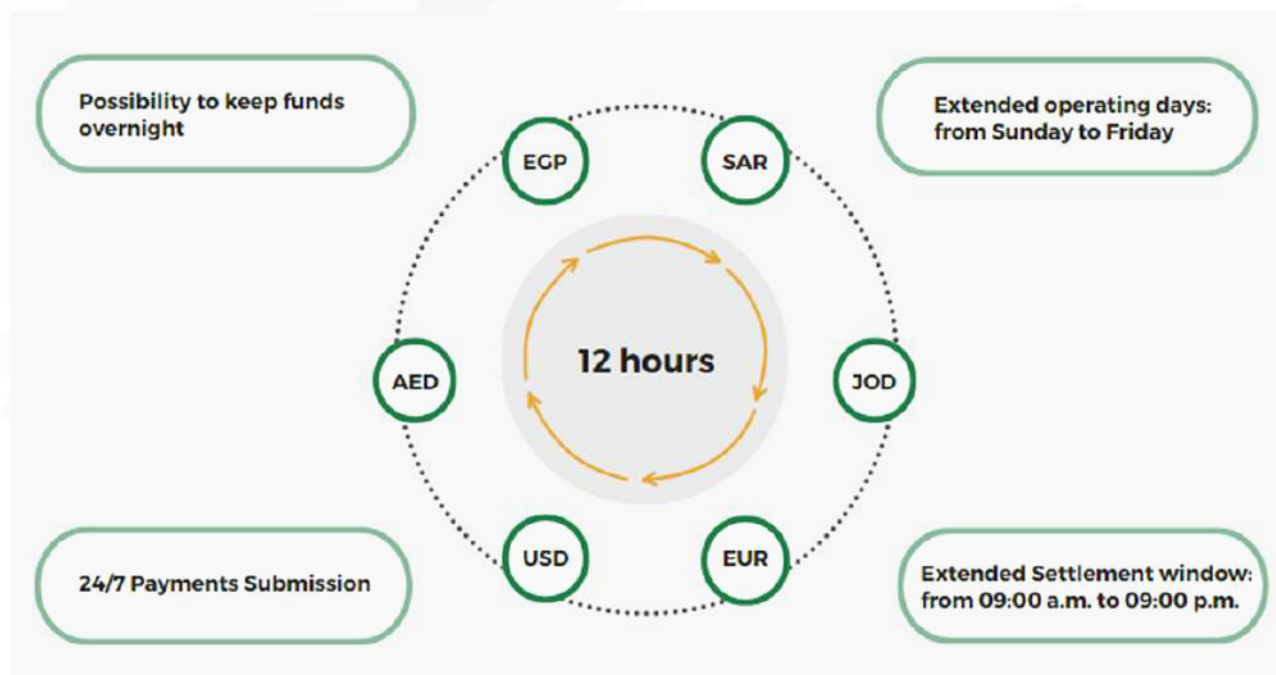 Possibility to keep funds
overnight
Extended operating days:
from Sunday to Friday
EGP
SAR
12 hours
AED
JOD
USD
EUR
24/7 Payments Submission
Extended Settlement window:
from 09:00 a.m. to 09:00 p.m.